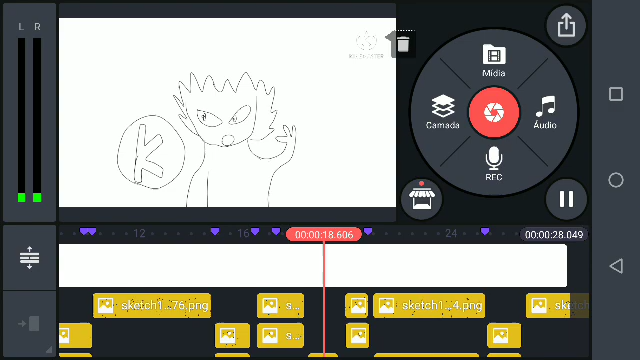 L R
Mídia
Camada
Áudio
REC
K
12
16
00:00:18.606
24
00:00:28.049
sketch1...76.png
s...
sketch1...4.png
s...